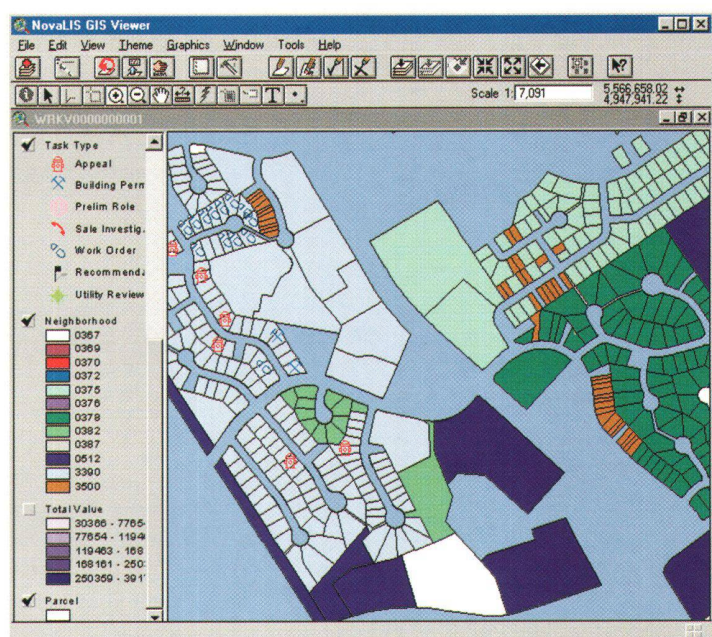 NovaLIS GIS Viewer
File Edit View Theme Graphics Window Tools Help
Scale 1: 7,091
5,566,658.02
4,947,941.22
WRKV0000000001
Task Type
Appeal
Building Perm
Prelim Role
Sale Investig.
Work Order
Recommenda
Utility Review
Neighborhood
0367
0369
0370
0372
0375
0376
0378
0382
0387
0512
3390
3500
Total Value
30366 - 7765
77654 - 1194
119463 - 168
168161 - 250
250359 - 391
Parcel